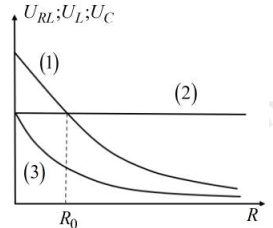 $U_{RL}; U_L; U_C$
(1)
(2)
(3)
$R_0$
$R$